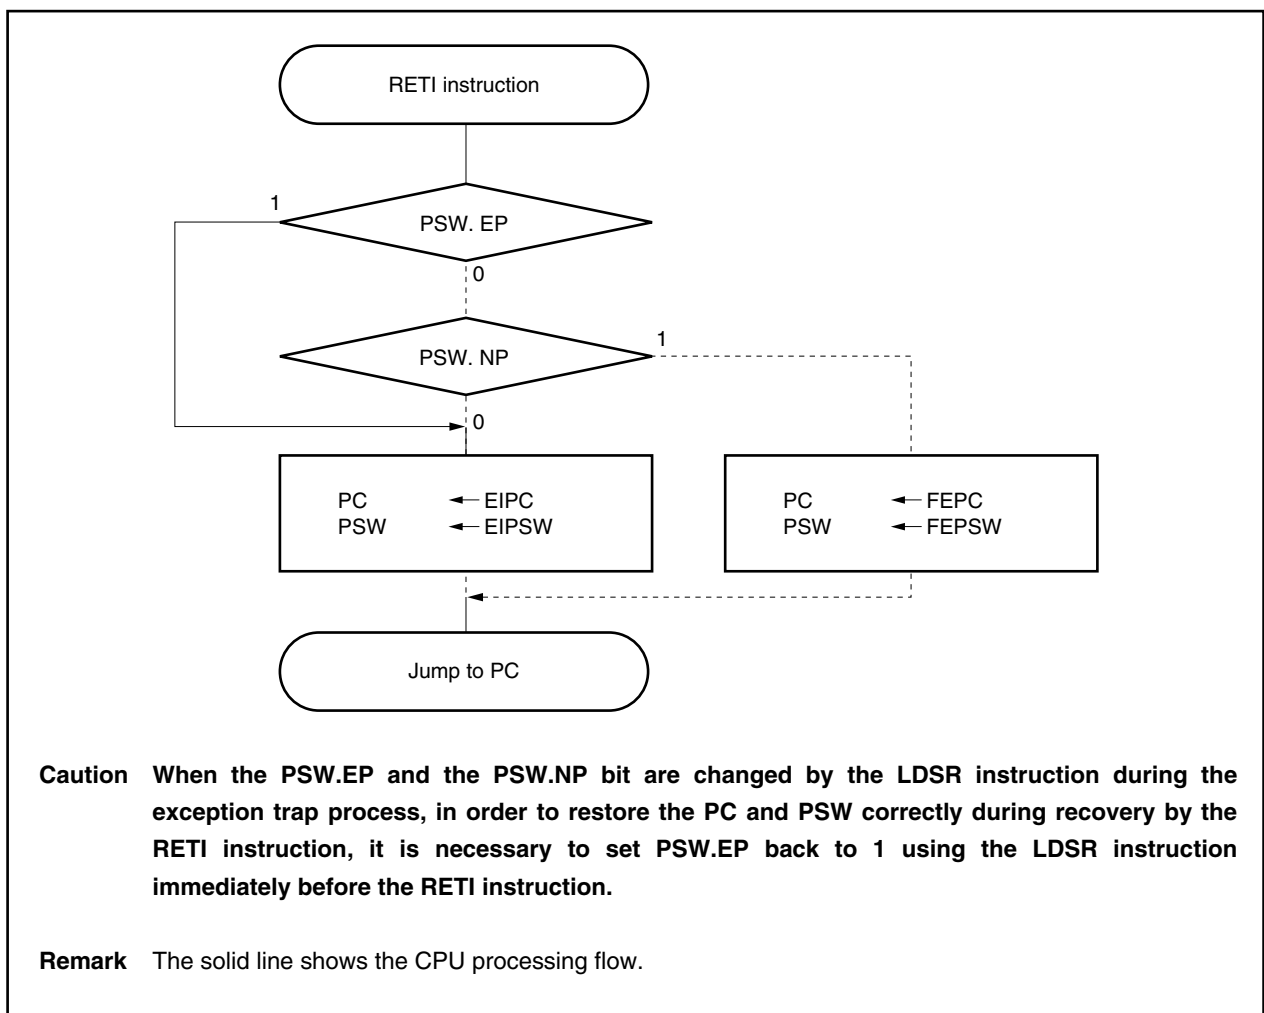 RETI instruction
1
PSW. EP
0
PSW. NP
1
0
PC ← EIPC
PSW ← EIPSW
PC ← FEPC
PSW ← FEPSW
Jump to PC
Caution When the PSW.EP and the PSW.NP bit are changed by the LDSR instruction during the
exception trap process, in order to restore the PC and PSW correctly during recovery by the
RETI instruction, it is necessary to set PSW.EP back to 1 using the LDSR instruction
immediately before the RETI instruction.
Remark The solid line shows the CPU processing flow.